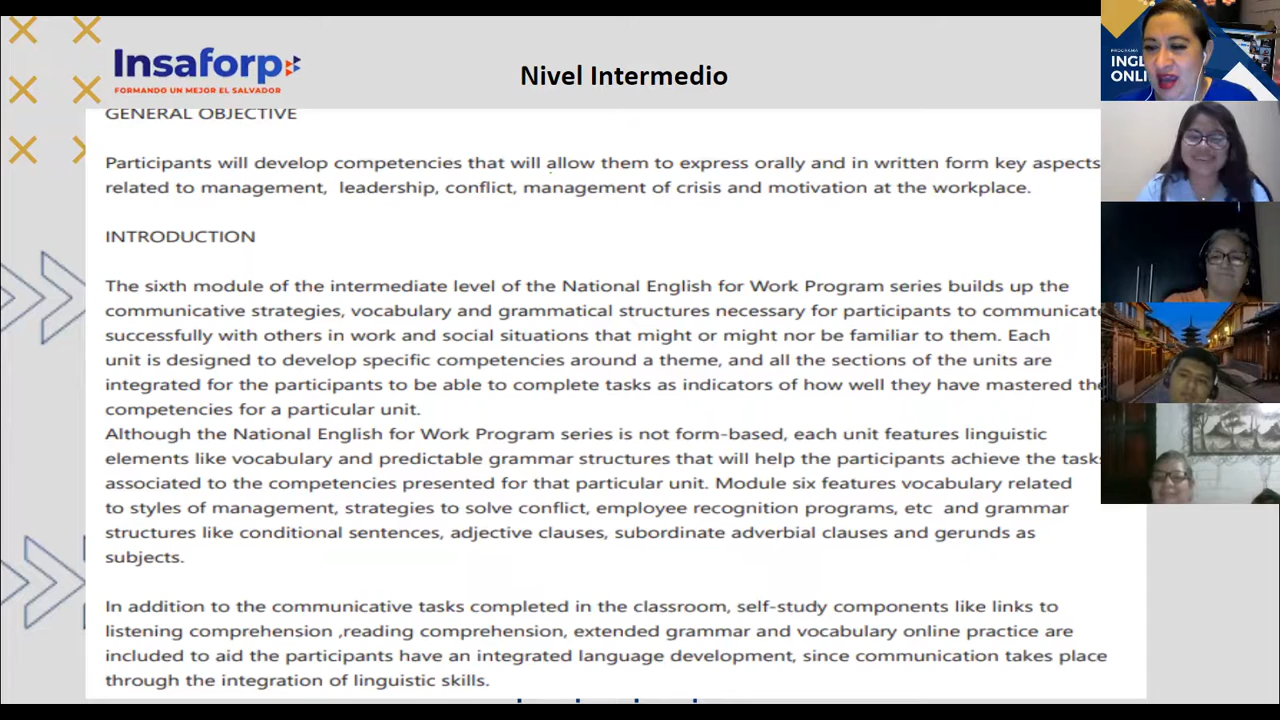 Insaforp
FORMANDO UN MEJOR EL SALVADOR
Nivel Intermedio
GENERAL OBJECTIVE
Participants will develop competencies that will allow them to express orally and in written form key aspects
related to management, leadership, conflict, management of crisis and motivation at the workplace.
INTRODUCTION
The sixth module of the intermediate level of the National English for Work Program series builds up the
communicative strategies, vocabulary and grammatical structures necessary for participants to communicate
successfully with others in work and social situations that might or might nor be familiar to them. Each
unit is designed to develop specific competencies around a theme, and all the sections of the units are
integrated for the participants to be able to complete tasks as indicators of how well they have mastered the
competencies for a particular unit.
Although the National English for Work Program series is not form-based, each unit features linguistic
elements like vocabulary and predictable grammar structures that will help the participants achieve the tasks
associated to the competencies presented for that particular unit. Module six features vocabulary related
to styles of management, strategies to solve conflict, employee recognition programs, etc and grammar
structures like conditional sentences, adjective clauses, subordinate adverbial clauses and gerunds as
subjects.
In addition to the communicative tasks completed in the classroom, self-study components like links to
listening comprehension ,reading comprehension, extended grammar and vocabulary online practice are
included to aid the participants have an integrated language development, since communication takes place
through the integration of linguistic skills.
PROGRAMA
INGL
ONLI